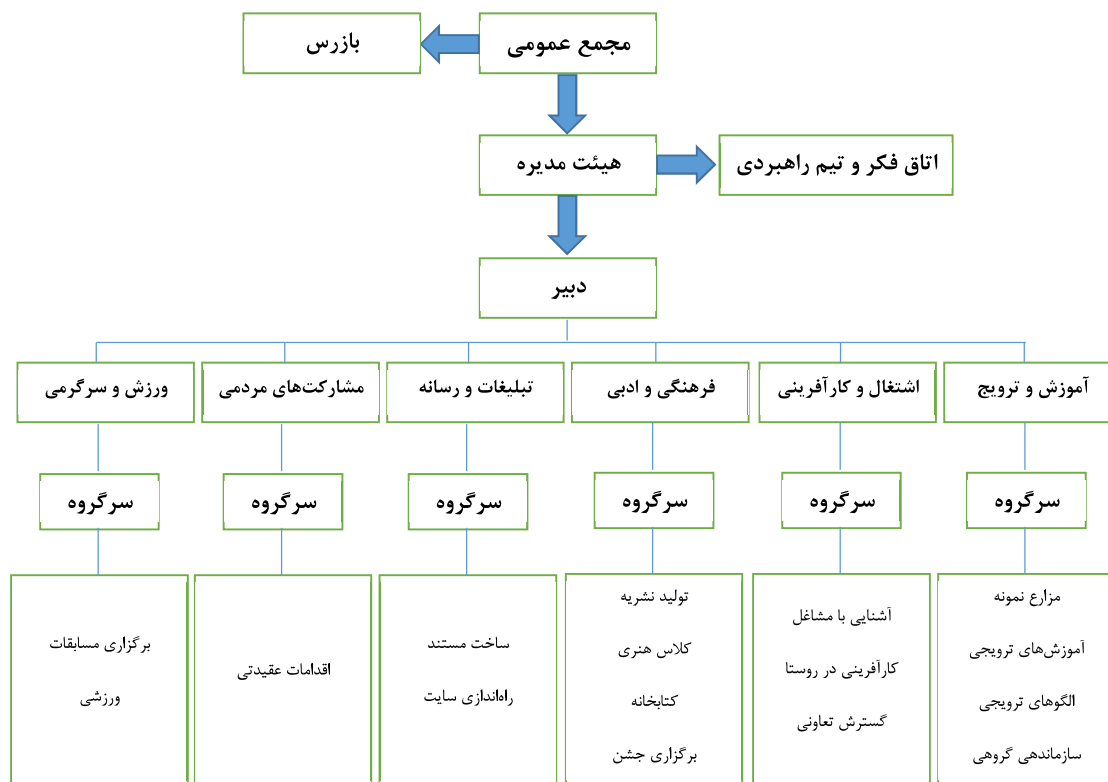 مجمع عمومی
بازرس
هیئت مدیره
اتاق فکر و تیم راهبردی
دبیر
آموزش و ترویج
اشتغال و کارآفرینی
فرهنگی و ادبی
تبلیغات و رسانه
مشارکت‌های مردمی
ورزش و سرگرمی
سرگروه
سرگروه
سرگروه
سرگروه
سرگروه
سرگروه
مزارع نمونه
آموزش‌های ترویجی
الگوهای ترویجی
سازماندهی گروهی
آشنایی با مشاغل
کارآفرینی در روستا
گسترش تعاونی
تولید نشریه
کلاس هنری
کتابخانه
برگزاری جشن
ساخت مستند
راه‌اندازی سایت
اقدامات عقیدتی
برگزاری مسابقات
ورزشی